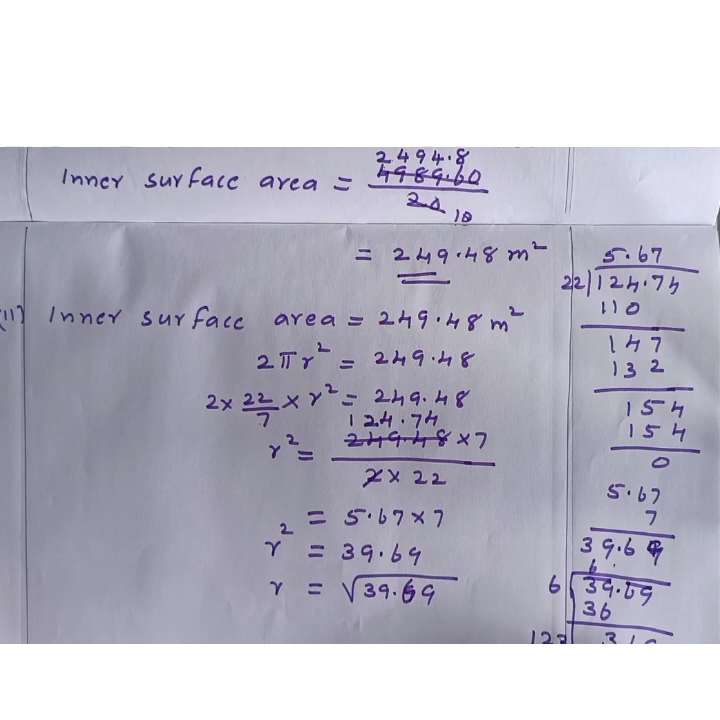 2494.8
Inner surface area = 4989.60
20 10
= 249.48 m²
(ii) Inner surface area = 249.48 m²
2πr² = 249.48
2 × 22/7 × r² = 249.48
124.74
r² = 249.48 × 7
2 × 22
r² = 5.67 × 7
r² = 39.69
r = √39.69
5.67
22) 124.74
110
147
132
154
154
0
5.67
7
39.69
6.
6 39.69
36